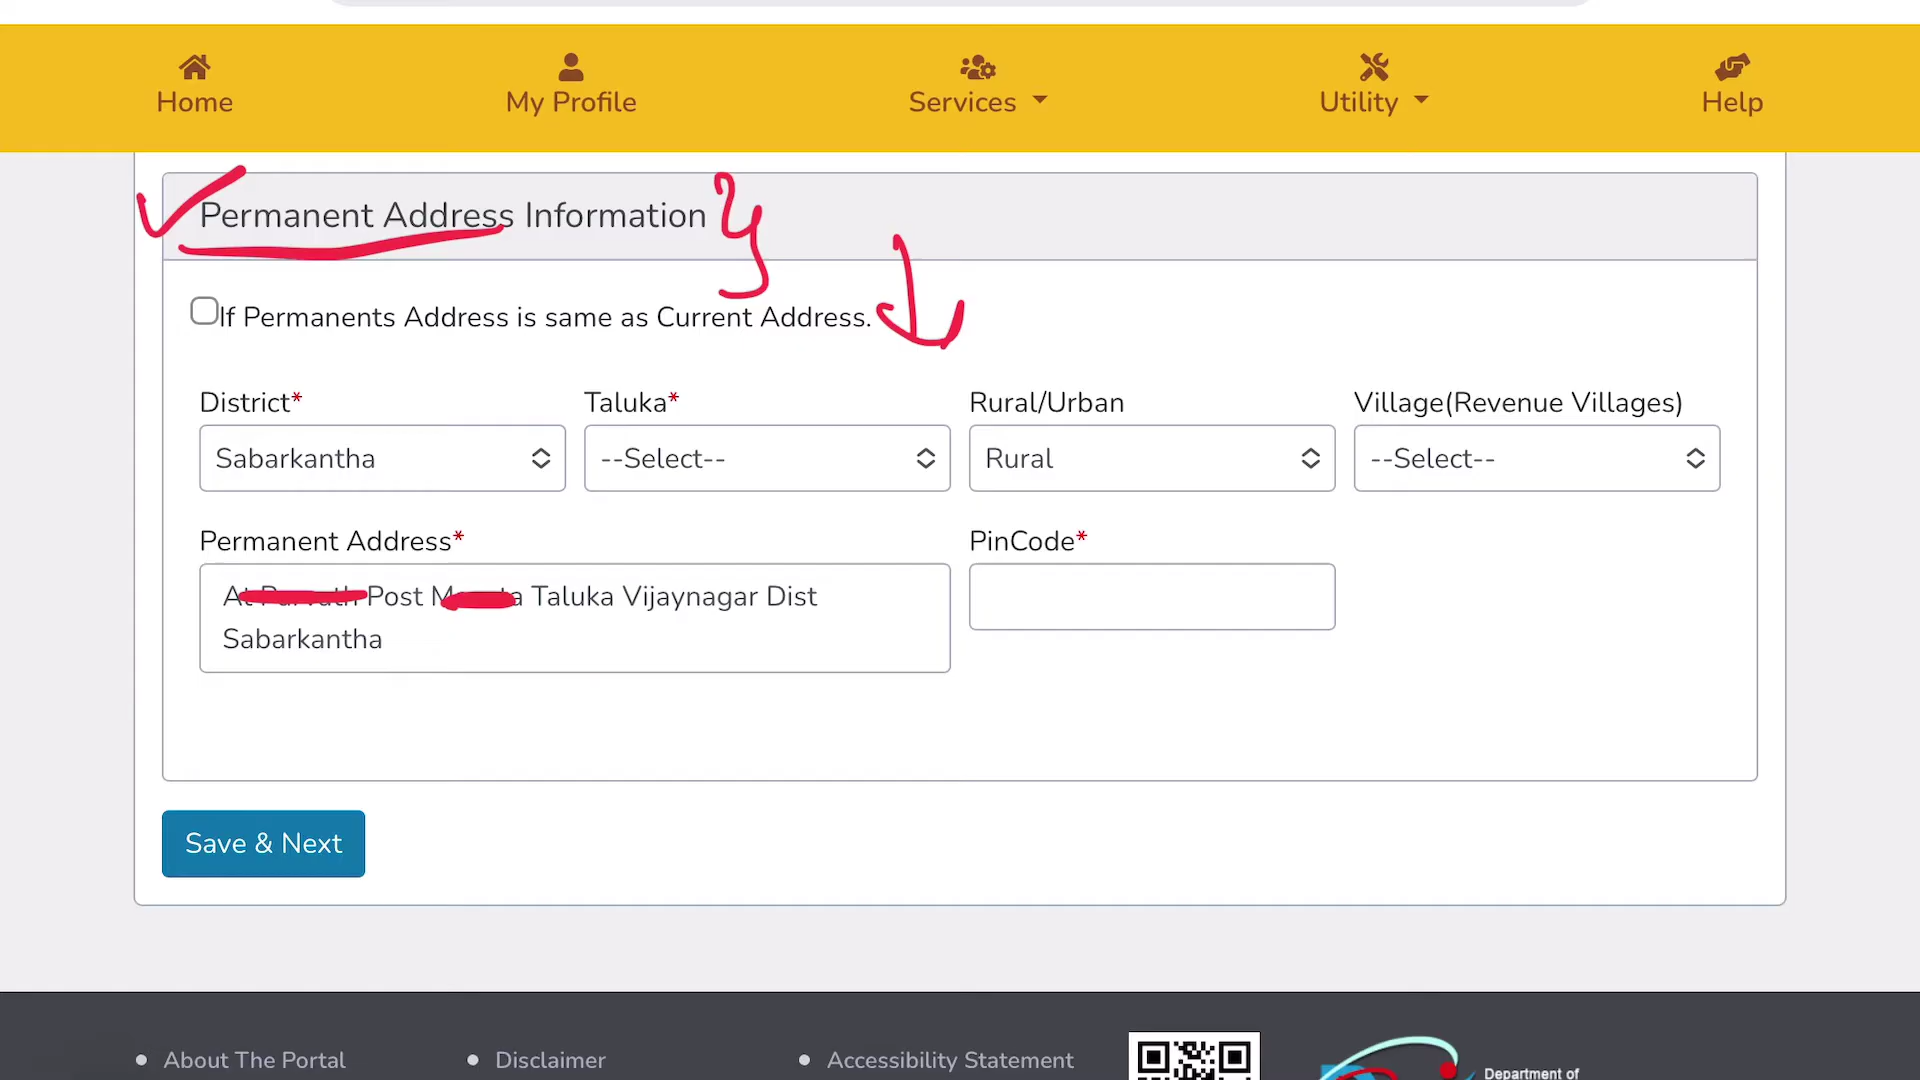 Home
My Profile
Services
Utility
Help
Permanent Address Information
If Permanents Address is same as Current Address.
District* Taluka* Rural/Urban Village(Revenue Villages)
Sabarkantha --Select-- Rural --Select--
Permanent Address* PinCode*
At Post Taluka Vijaynagar Dist
Sabarkantha
Save & Next
About The Portal
Disclaimer
Accessibility Statement
Department of